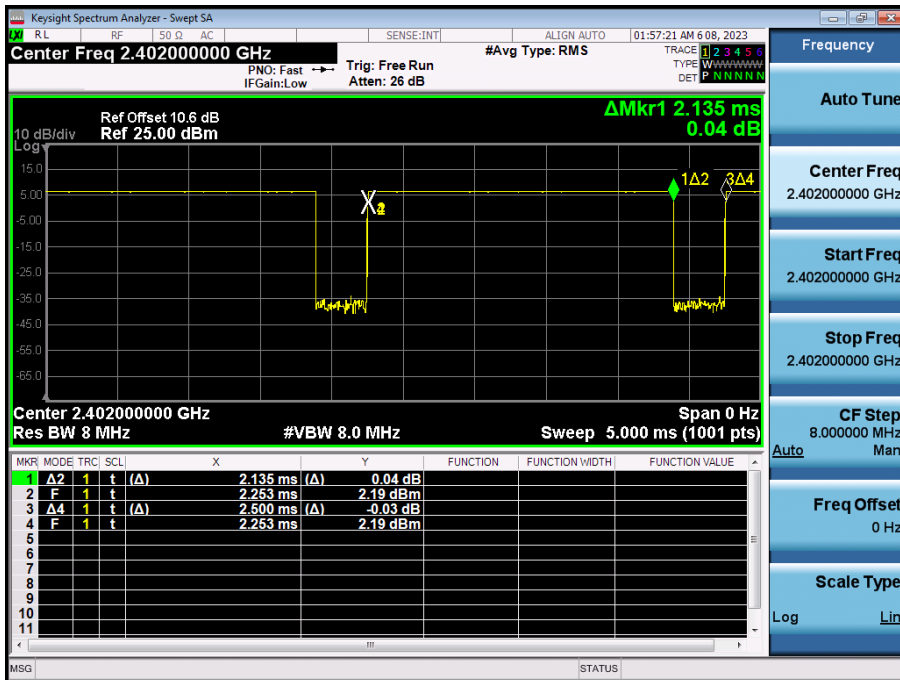 Keysight Spectrum Analyzer - Swept SA
LXI RL RF 50 Ω AC SENSE:INT ALIGN AUTO 01:57:21 AM 6 08, 2023
Center Freq 2.402000000 GHz
PNO: Fast
IFGain:Low
Trig: Free Run
Atten: 26 dB
#Avg Type: RMS
TRACE 1 2 3 4 5 6
TYPE WWWWWW
DET P N N N N N
ΔMkr1 2.135 ms
0.04 dB
Ref Offset 10.6 dB
10 dB/div Ref 25.00 dBm
Log
15.0
5.00
-5.00
-15.0
-25.0
-35.0
-45.0
-55.0
-65.0
1Δ2 3Δ4
Center 2.402000000 GHz Span 0 Hz
Res BW 8 MHz #VBW 8.0 MHz Sweep 5.000 ms (1001 pts)
MKR MODE TRC SCL X Y FUNCTION FUNCTION WIDTH FUNCTION VALUE
1 Δ2 1 t (Δ) 2.135 ms (Δ) 0.04 dB
2 F 1 t 2.253 ms 2.19 dBm
3 Δ4 1 t (Δ) 2.500 ms (Δ) -0.03 dB
4 F 1 t 2.253 ms 2.19 dBm
5
6
7
8
9
10
11
MSG STATUS
Frequency
Auto Tune
Center Freq
2.402000000 GHz
Start Freq
2.402000000 GHz
Stop Freq
2.402000000 GHz
CF Step
8.000000 MHz
Auto Man
Freq Offset
0 Hz
Scale Type
Log Lin